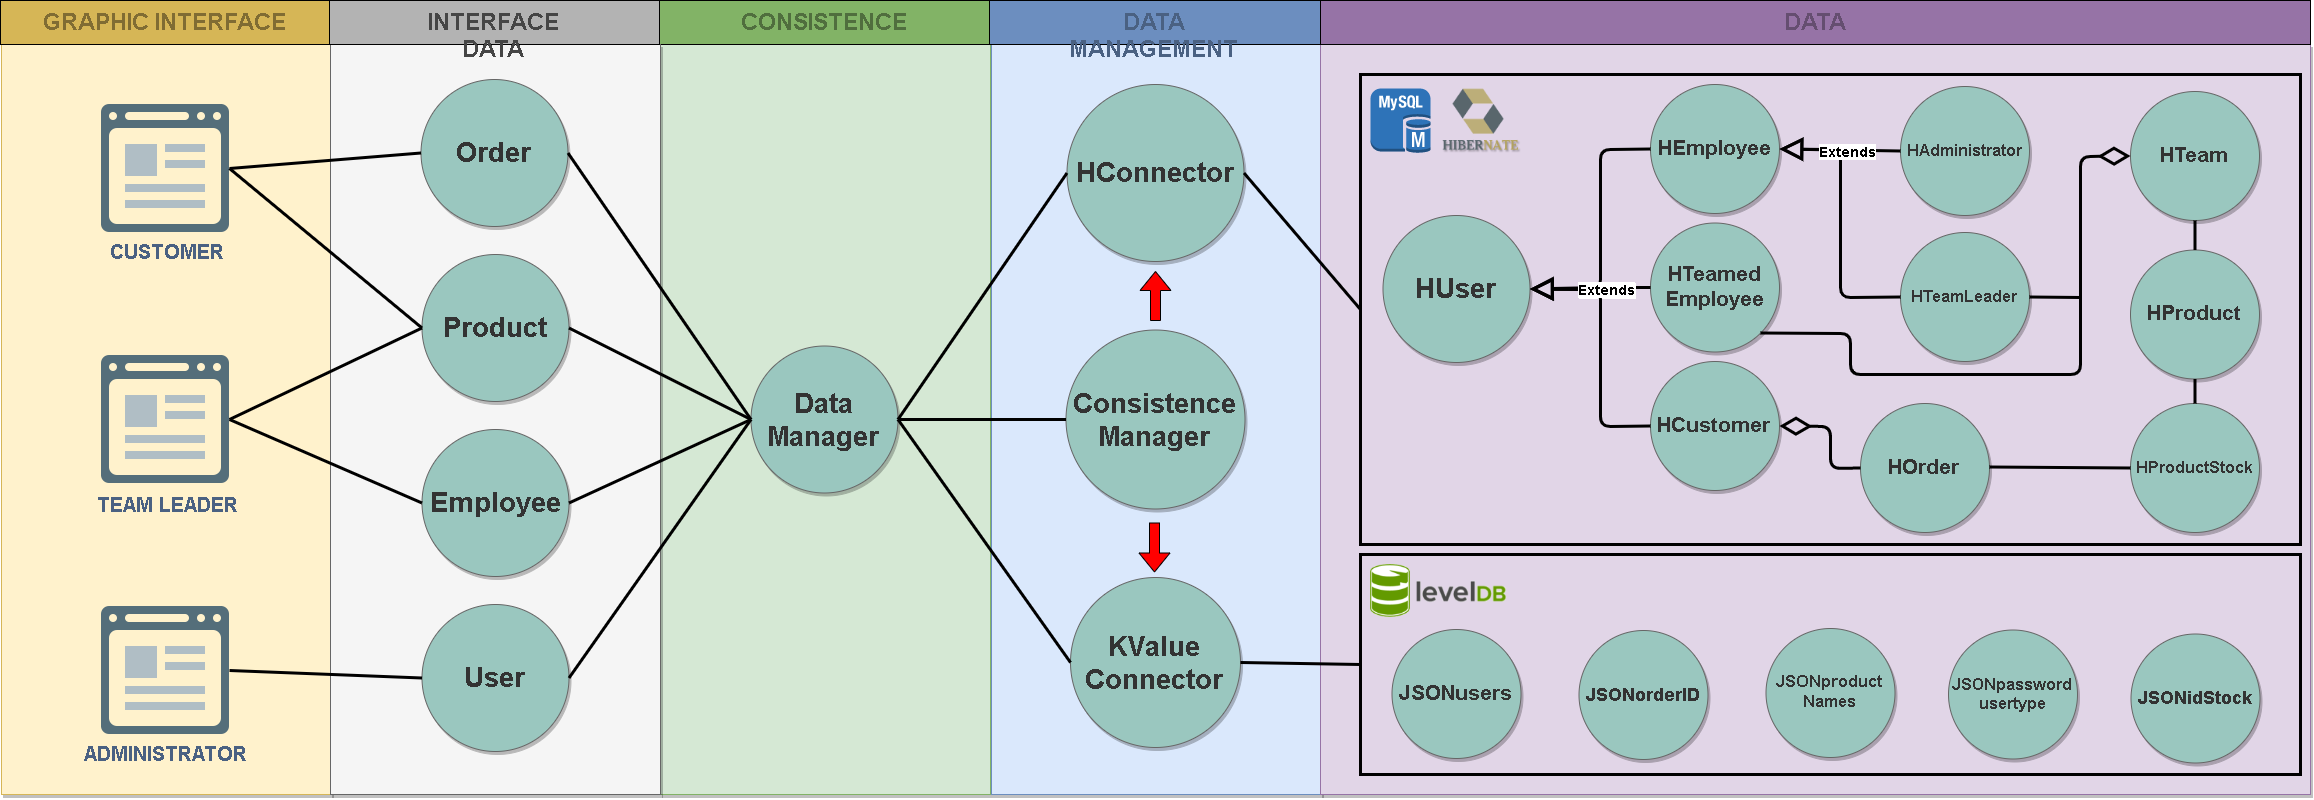 GRAPHIC INTERFACE
INTERFACE
DATA
CONSISTENCE
DATA
MANAGEMENT
DATA
CUSTOMER
TEAM LEADER
ADMINISTRATOR
Order
Product
Employee
User
Data
Manager
HConnector
Consistence
Manager
KValue
Connector
MySQL
M
HIBERNATE
HUser
Extends
HEmployee
HTeamed
Employee
HCustomer
Extends
HAdministrator
HTeamLeader
HOrder
HTeam
HProduct
HProductStock
levelDB
JSONusers
JSONorderID
JSONproduct
Names
JSONpassword
usertype
JSONidStock